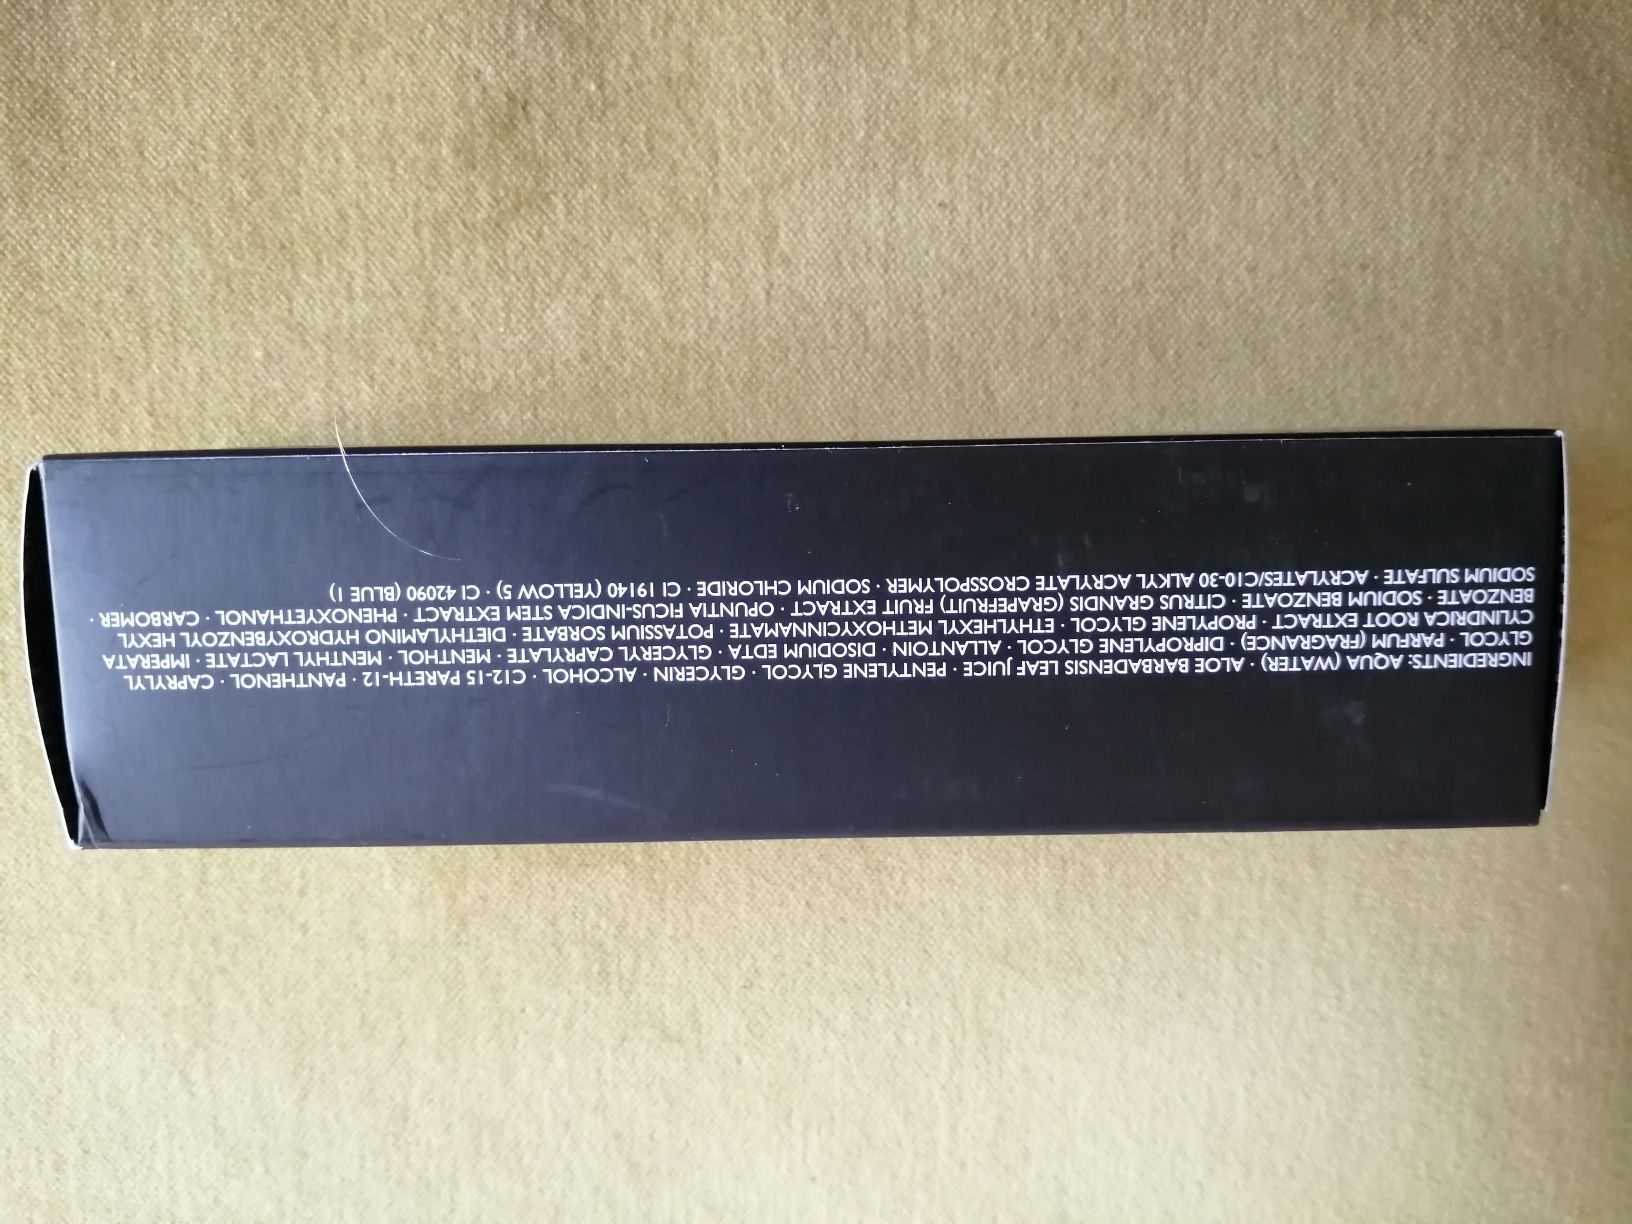 INGREDIENTS: AQUA (WATER) · ALOE BARBADENSIS LEAF JUICE · PENTYLENE GLYCOL · GLYCERIN · ALCOHOL · C12-15 PARETH-12 · PANTHENOL · CAPRYLYL
GLYCOL · PARFUM (FRAGRANCE) · DIPROPYLENE GLYCOL · ALLANTOIN · DISODIUM EDTA · GLYCERYL CAPRYLATE · MENTHOL · MENTHYL LACTATE · IMPERATA
CYLINDRICA ROOT EXTRACT · PROPYLENE GLYCOL · ETHYLHEXYL METHOXYCINNAMATE · POTASSIUM SORBATE · DIETHYLAMINO HYDROXYBENZOYL HEXYL
BENZOATE · SODIUM BENZOATE · CITRUS GRANDIS (GRAPEFRUIT) FRUIT EXTRACT · OPUNTIA FICUS-INDICA STEM EXTRACT · PHENOXYETHANOL · CARBOMER ·
SODIUM SULFATE · ACRYLATES/C10-30 ALKYL ACRYLATE CROSSPOLYMER · SODIUM CHLORIDE · CI 19140 (YELLOW 5) · CI 42090 (BLUE 1)